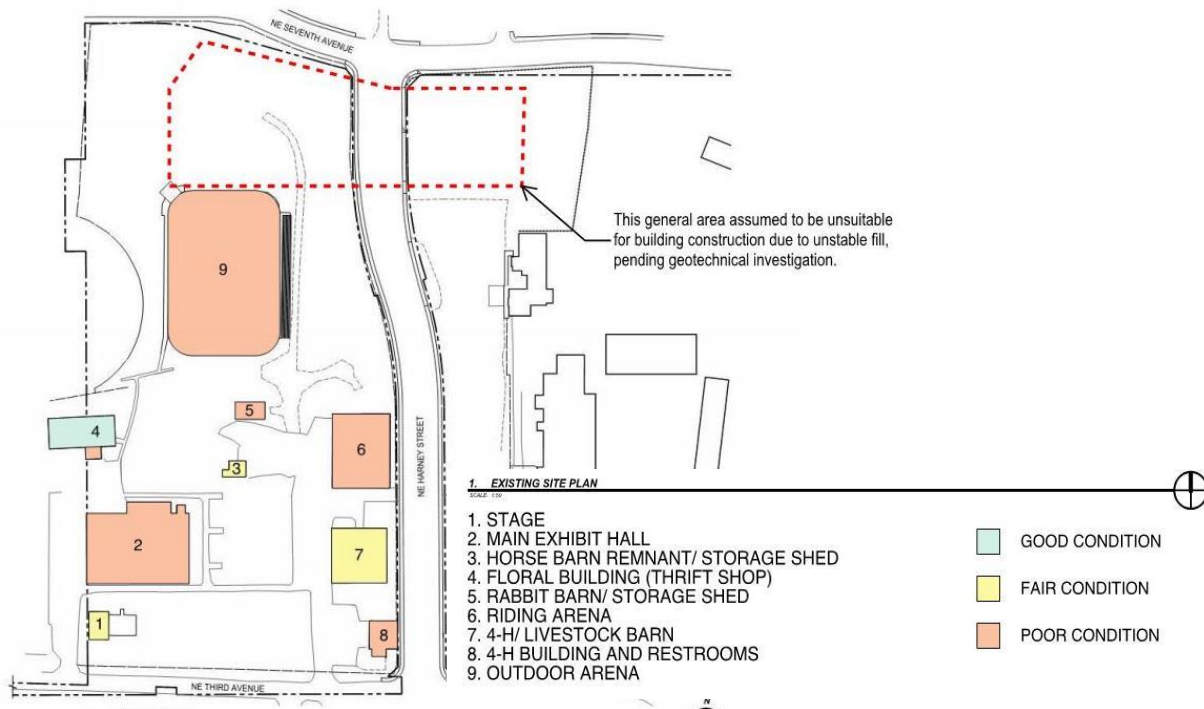 NE SEVENTH AVENUE
This general area assumed to be unsuitable
for building construction due to unstable fill,
pending geotechnical investigation.
9
5
4
6
3
NE HARNEY STREET
2
7
1
8
NE THIRD AVENUE
1. EXISTING SITE PLAN
SCALE: 1:50
1. STAGE
2. MAIN EXHIBIT HALL
3. HORSE BARN REMNANT/ STORAGE SHED
4. FLORAL BUILDING (THRIFT SHOP)
5. RABBIT BARN/ STORAGE SHED
6. RIDING ARENA
7. 4-H/ LIVESTOCK BARN
8. 4-H BUILDING AND RESTROOMS
9. OUTDOOR ARENA
GOOD CONDITION
FAIR CONDITION
POOR CONDITION
N